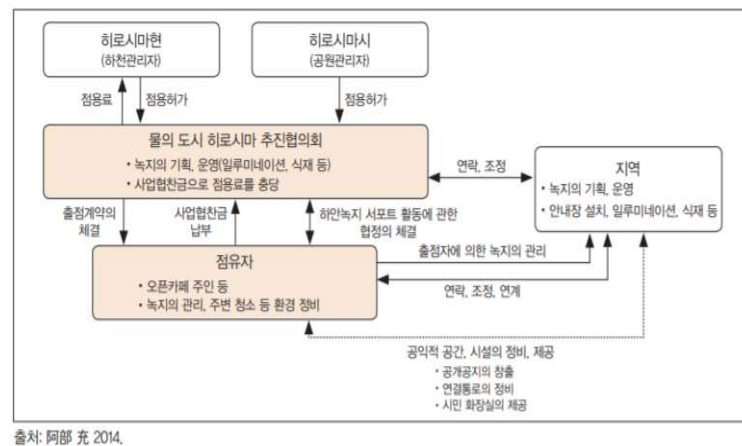 히로시마현
(하천관리자)
히로시마시
(공원관리자)
점용료
점용허가
점용허가
물의 도시 히로시마 추진협의회
• 녹지의 기획, 운영(일루미네이션, 식재 등)
• 사업협찬금으로 점용료를 충당
연락, 조정
지역
• 녹지의 기획, 운영
• 안내장 설치, 일루미네이션, 식재 등
출점계약의
체결
사업협찬금
납부
하안녹지 서포트 활동에 관한
협정의 체결
점유자
• 오픈카페 주인 등
• 녹지의 관리, 주변 청소 등 환경 정비
출점자에 의한 녹지의 관리
연락, 조정, 연계
공익적 공간, 시설의 정비, 제공
• 공개공지의 창출
• 연결통로의 정비
• 시민 화장실의 제공
출처: 阿部 充 2014.